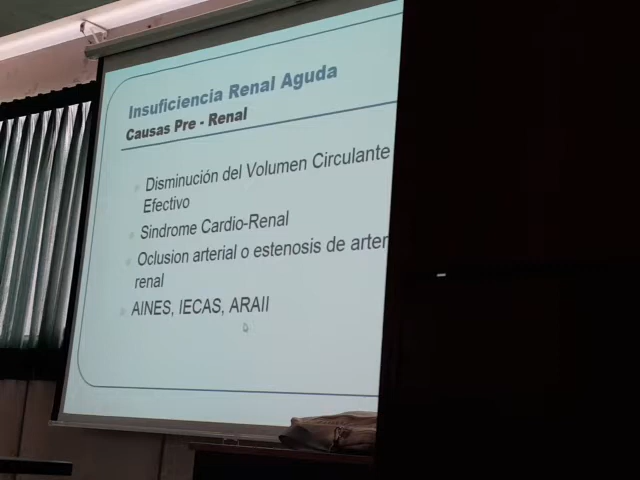 Insuficiencia Renal Aguda
Causas Pre - Renal
Disminución del Volumen Circulante
Efectivo
Sindrome Cardio-Renal
Oclusion arterial o estenosis de arter
renal
AINES, IECAS, ARAII